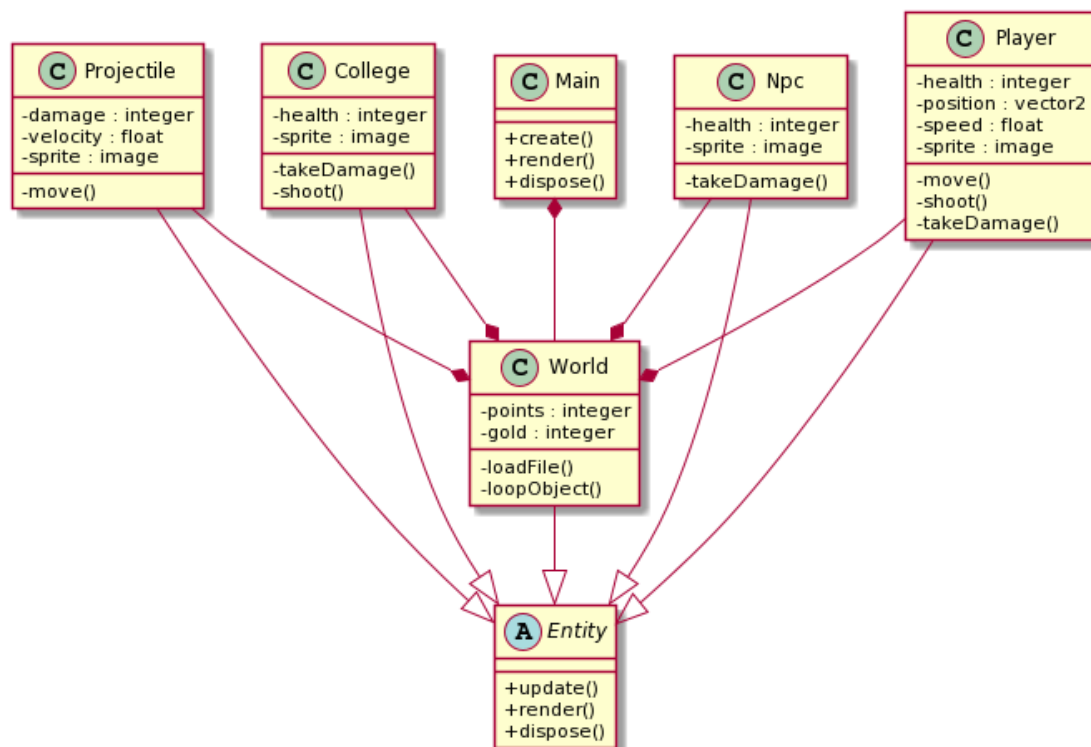 C Projectile
-damage : integer
-velocity : float
-sprite : image
-move()
C College
-health : integer
-sprite : image
-takeDamage()
-shoot()
C Main
+create()
+render()
+dispose()
C Npc
-health : integer
-sprite : image
-takeDamage()
C Player
-health : integer
-position : vector2
-speed : float
-sprite : image
-move()
-shoot()
-takeDamage()
C World
-points : integer
-gold : integer
-loadFile()
-loopObject()
A Entity
+update()
+render()
+dispose()